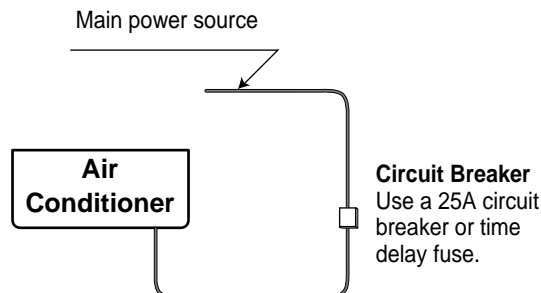 Main power source
Air
Conditioner
Circuit Breaker
Use a 25A circuit
breaker or time
delay fuse.